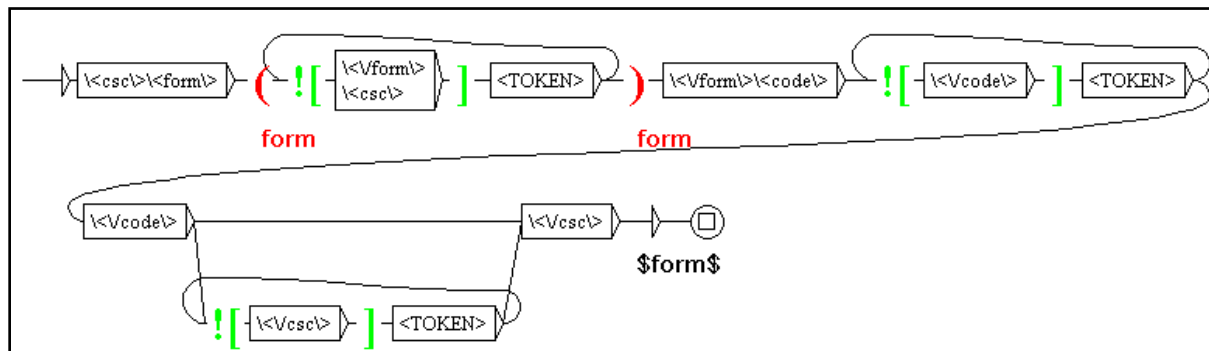 \<csc\>\<form\> ( ![ \<\/form\> ] <TOKEN> ) \<\/form\>\<code\> ![ \<\/code\> ] <TOKEN>
\<csc\>
form form
\<\/code\> \<\/csc\>
$form$
![ \<\/csc\> ] <TOKEN>